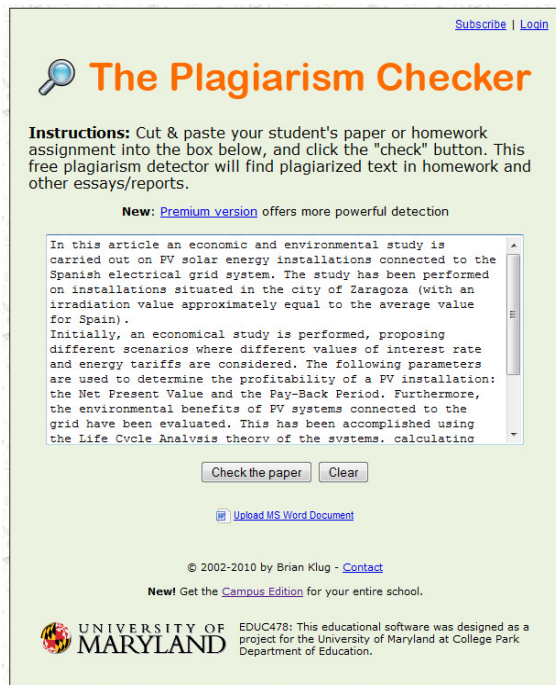 Subscribe | Login
The Plagiarism Checker
Instructions: Cut & paste your student's paper or homework
assignment into the box below, and click the "check" button. This
free plagiarism detector will find plagiarized text in homework and
other essays/reports.
New: Premium version offers more powerful detection
In this article an economic and environmental study is
carried out on PV solar energy installations connected to the
Spanish electrical grid system. The study has been performed
on installations situated in the city of Zaragoza (with an
irradiation value approximately equal to the average value
for Spain).
Initially, an economical study is performed, proposing
different scenarios where different values of interest rate
and energy tariffs are considered. The following parameters
are used to determine the profitability of a PV installation:
the Net Present Value and the Pay-Back Period. Furthermore,
the environmental benefits of PV systems connected to the
grid have been evaluated. This has been accomplished using
the Life Cycle Analysis theory of the systems, calculating
Check the paper Clear
Upload MS Word Document
© 2002-2010 by Brian Klug - Contact
New! Get the Campus Edition for your entire school.
UNIVERSITY OF
MARYLAND
EDUC478: This educational software was designed as a
project for the University of Maryland at College Park
Department of Education.